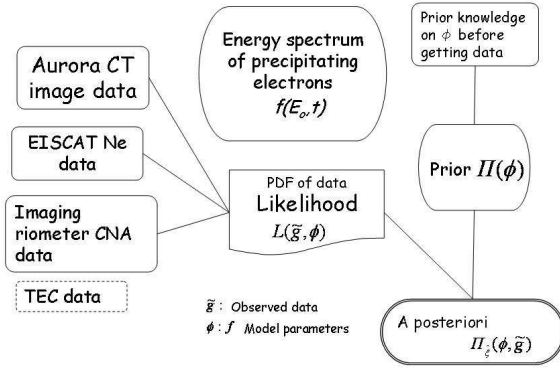 Aurora CT
image data
EISCAT Ne
data
Imaging
riometer CNA
data
TEC data
Energy spectrum
of precipitating
electrons
f(E₀,t)
PDF of data
Likelihood
L(g̃,ϕ)
g̃ : Observed data
ϕ : f Model parameters
Prior knowledge
on ϕ before
getting data
Prior Π(ϕ)
A posteriori
Π_ξ̃(ϕ,g̃)